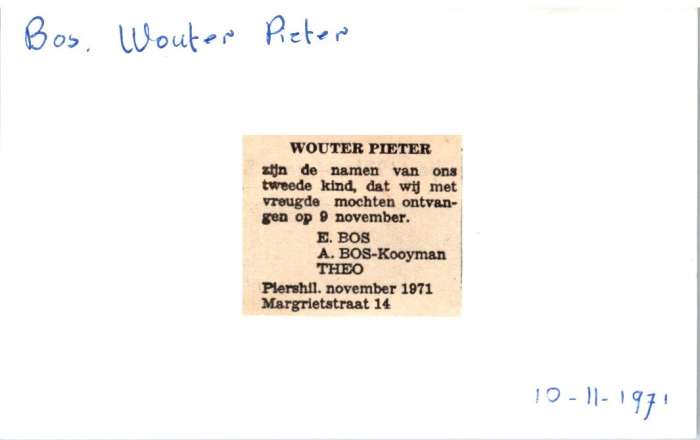 Bos. Wouter Pieter
WOUTER PIETER
zijn de namen van ons
tweede kind, dat wij met
vreugde mochten ontvan-
gen op 9 november.
E. BOS
A. BOS-Kooyman
THEO
Piershil. november 1971
Margrietstraat 14
10-11-1971